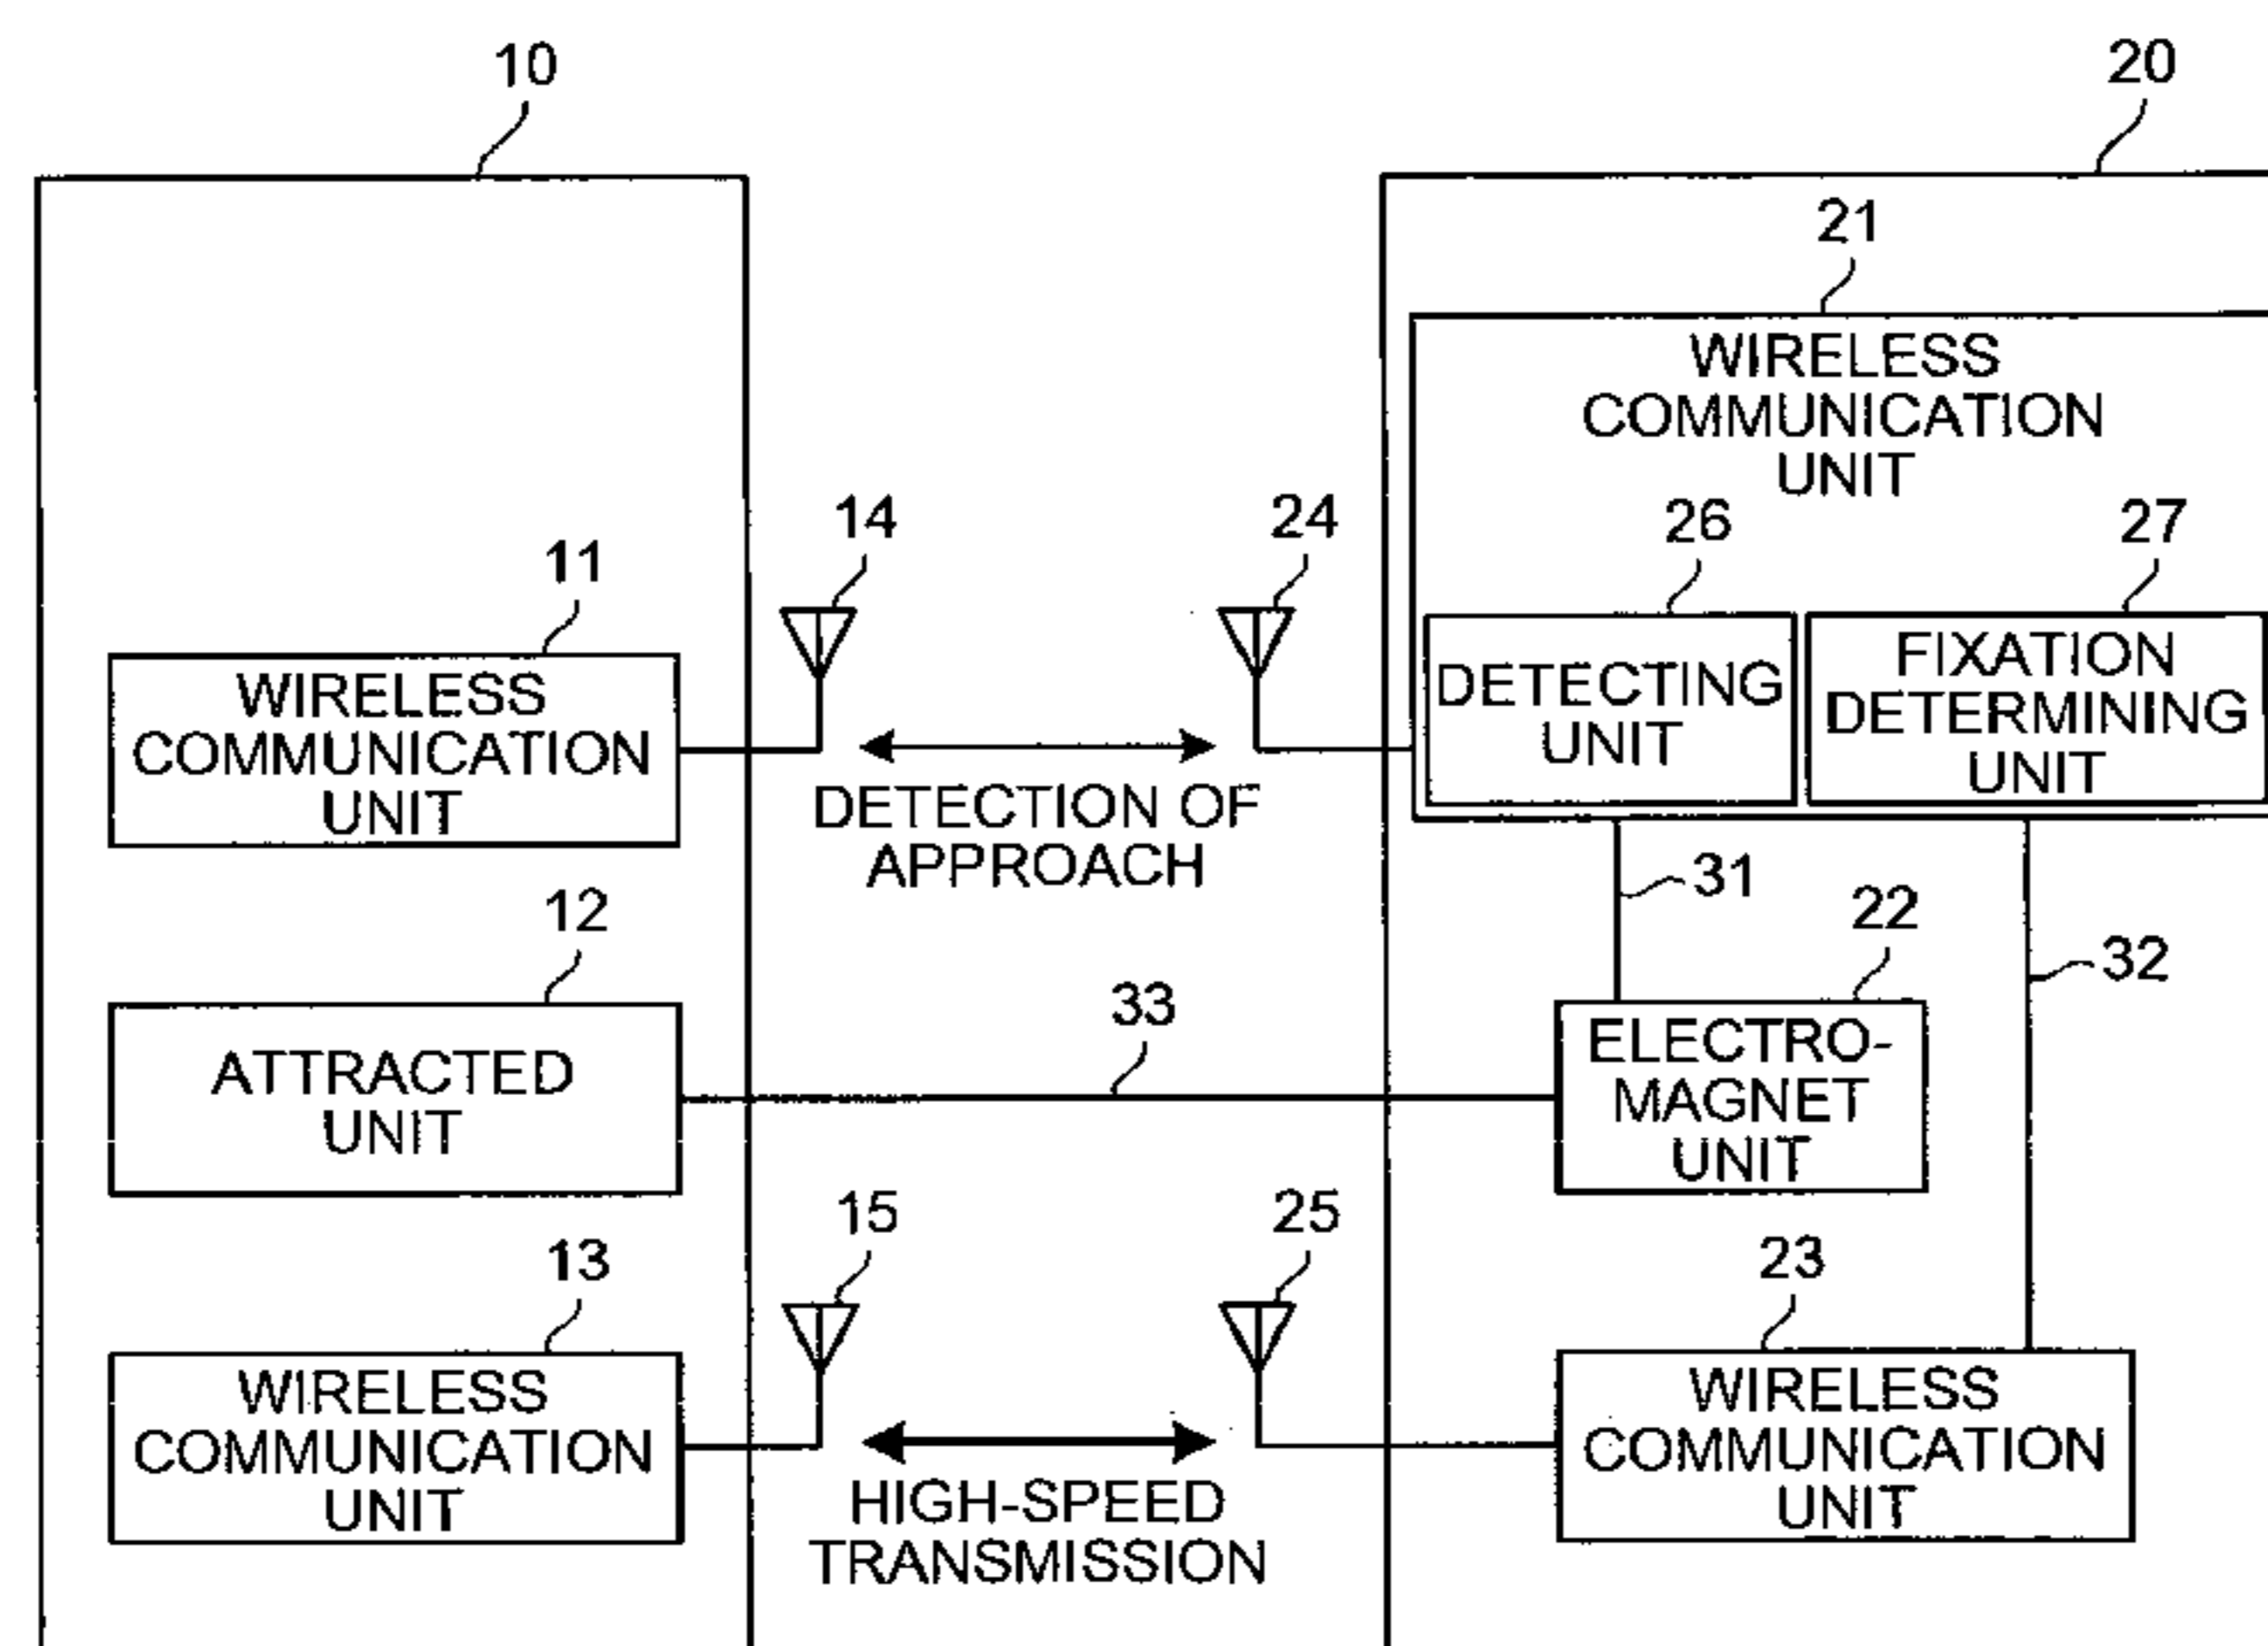 10
20
21
WIRELESS
COMMUNICATION
UNIT
14
24
26
27
11
WIRELESS
COMMUNICATION
UNIT
DETECTING
UNIT
FIXATION
DETERMINING
UNIT
DETECTION OF
APPROACH
31
12
22
32
ATTRACTED
UNIT
33
ELECTRO-
MAGNET
UNIT
15
25
13
23
WIRELESS
COMMUNICATION
UNIT
HIGH-SPEED
TRANSMISSION
WIRELESS
COMMUNICATION
UNIT